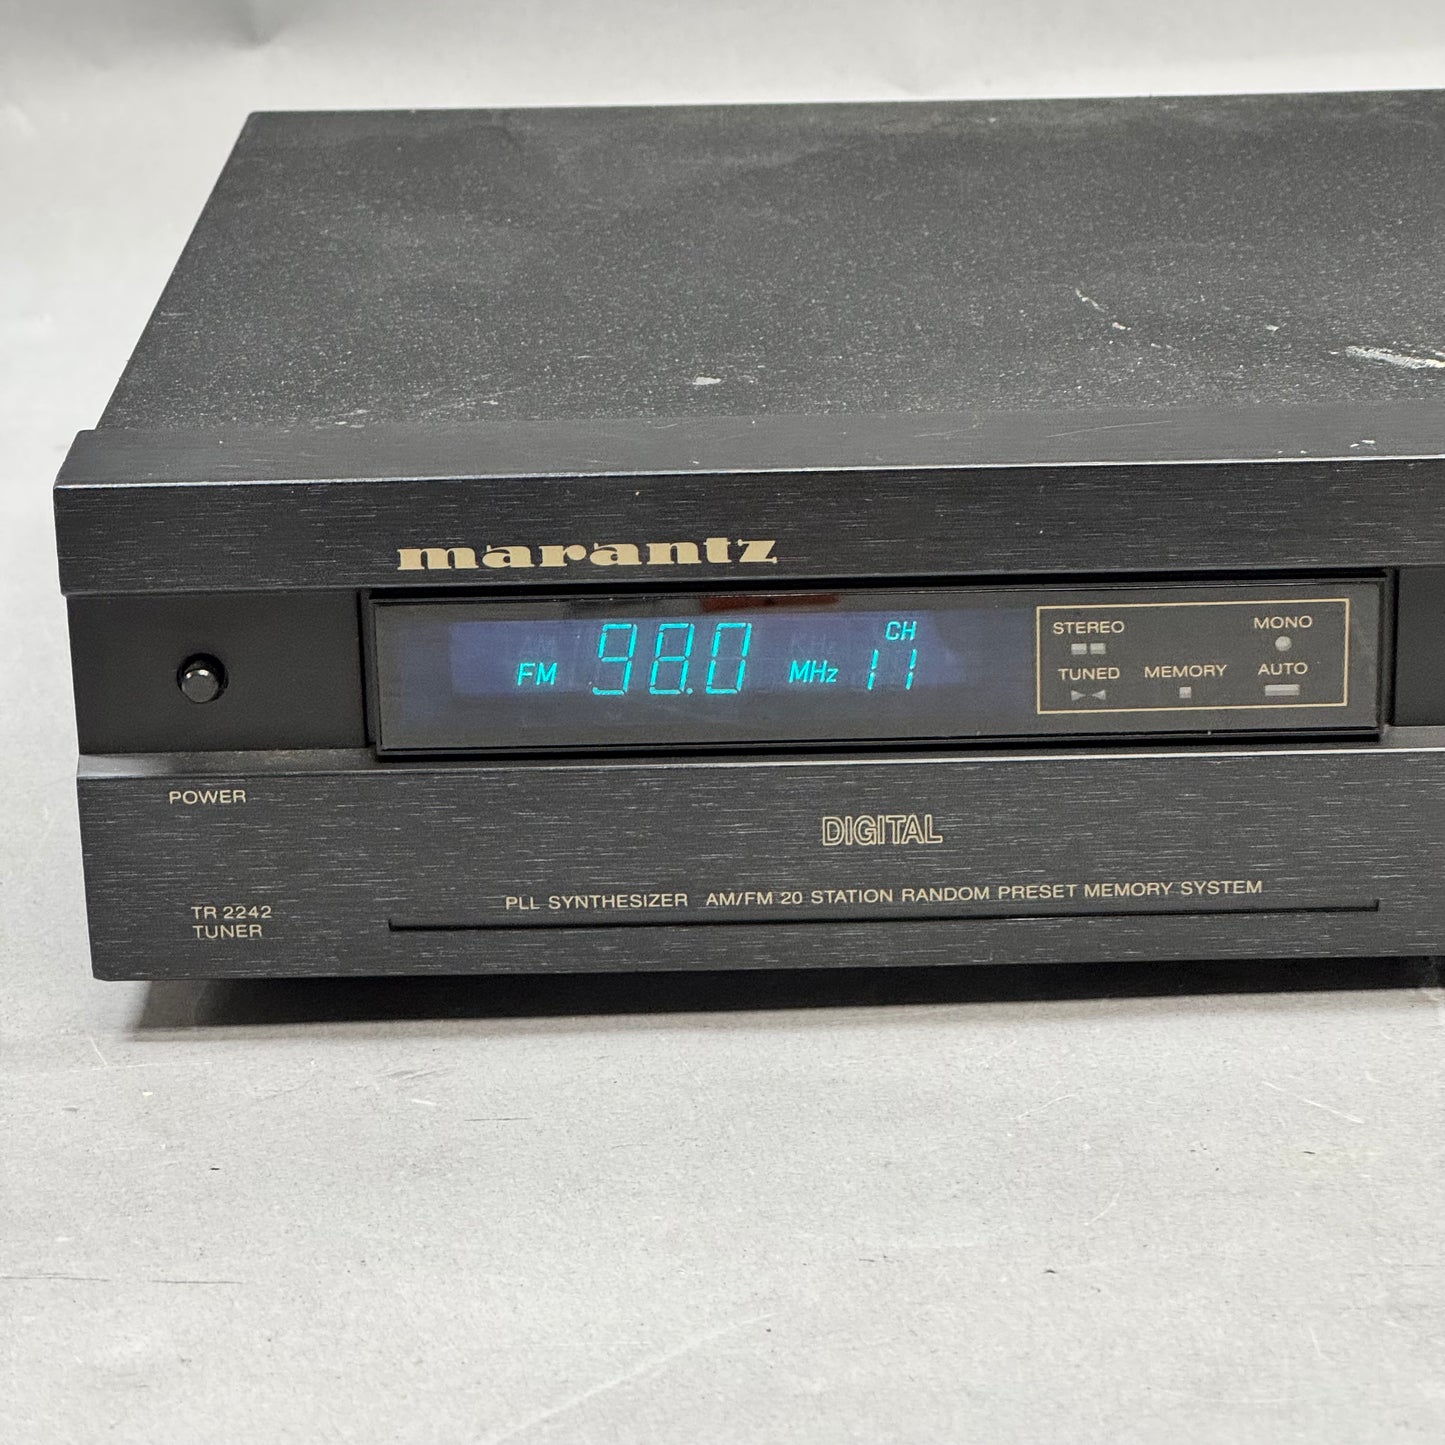 marantz
FM 98.0 MHz CH 11
STEREO MONO
TUNED MEMORY AUTO
POWER
DIGITAL
PLL SYNTHESIZER AM/FM 20 STATION RANDOM PRESET MEMORY SYSTEM
TR 2242
TUNER